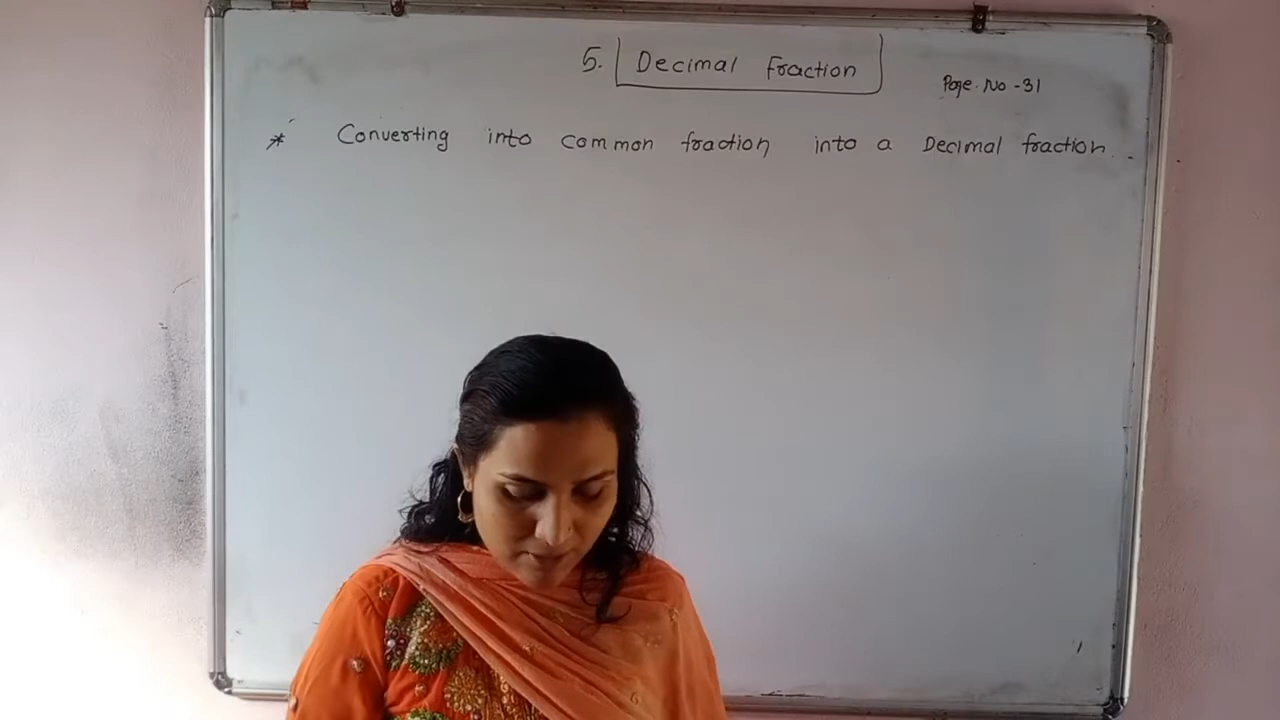 5. Decimal Fraction
Page. No -31
* Converting into common fraction into a Decimal fraction.